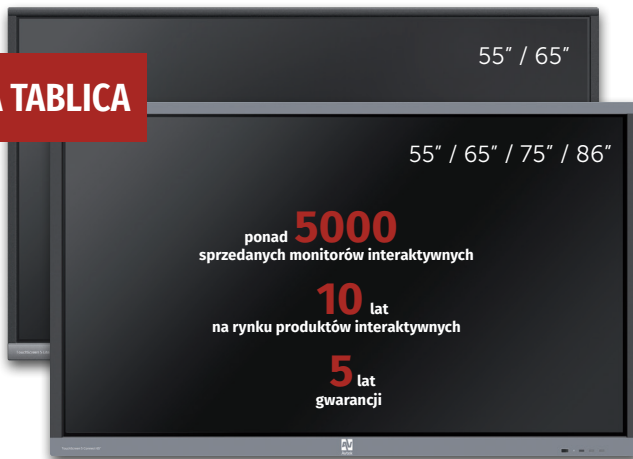 55" / 65"
A TABLICA
55" / 65" / 75" / 86"
ponad 5000
sprzedanych monitorów interaktywnych
10 lat
na rynku produktów interaktywnych
5 lat
gwarancji
AV